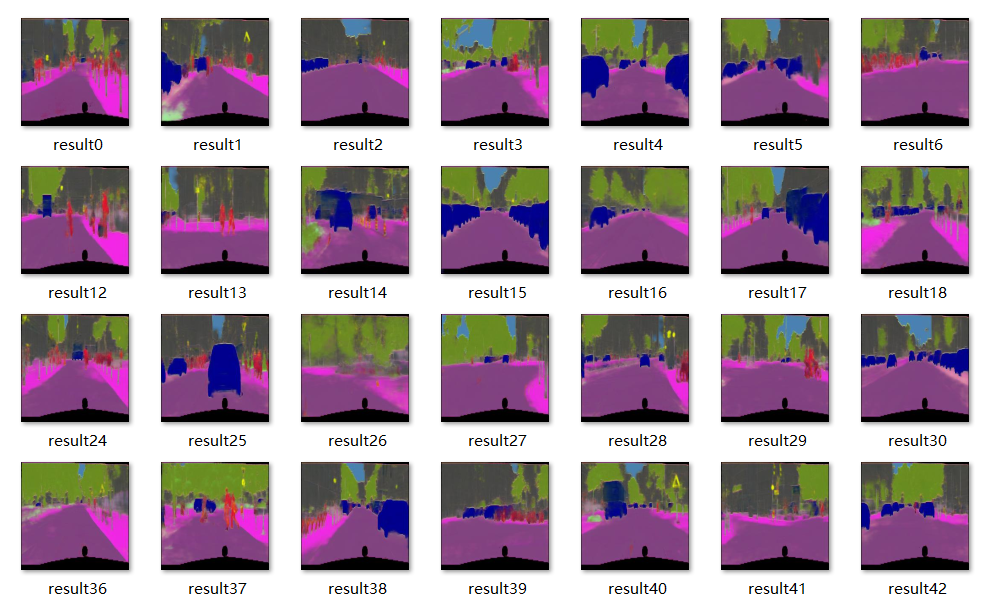 result0 result1 result2 result3 result4 result5 result6
result12 result13 result14 result15 result16 result17 result18
result24 result25 result26 result27 result28 result29 result30
result36 result37 result38 result39 result40 result41 result42